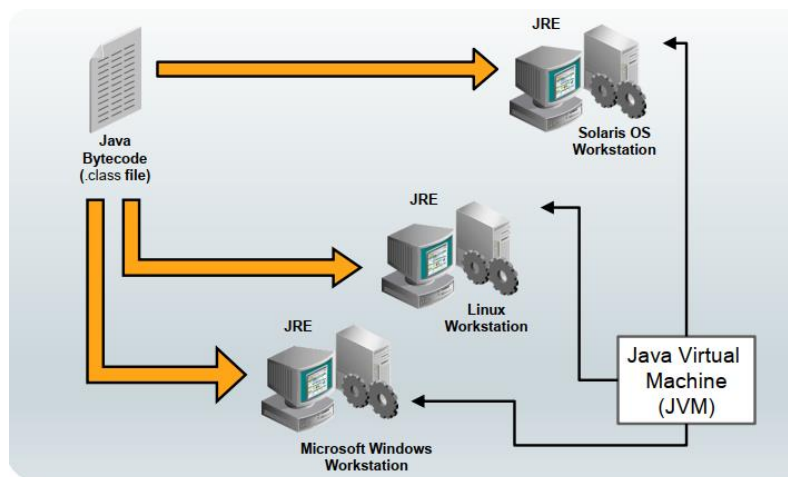 JRE
Solaris OS
Workstation
Java
Bytecode
(.class file)
JRE
Linux
Workstation
JRE
Java Virtual
Machine
(JVM)
Microsoft Windows
Workstation